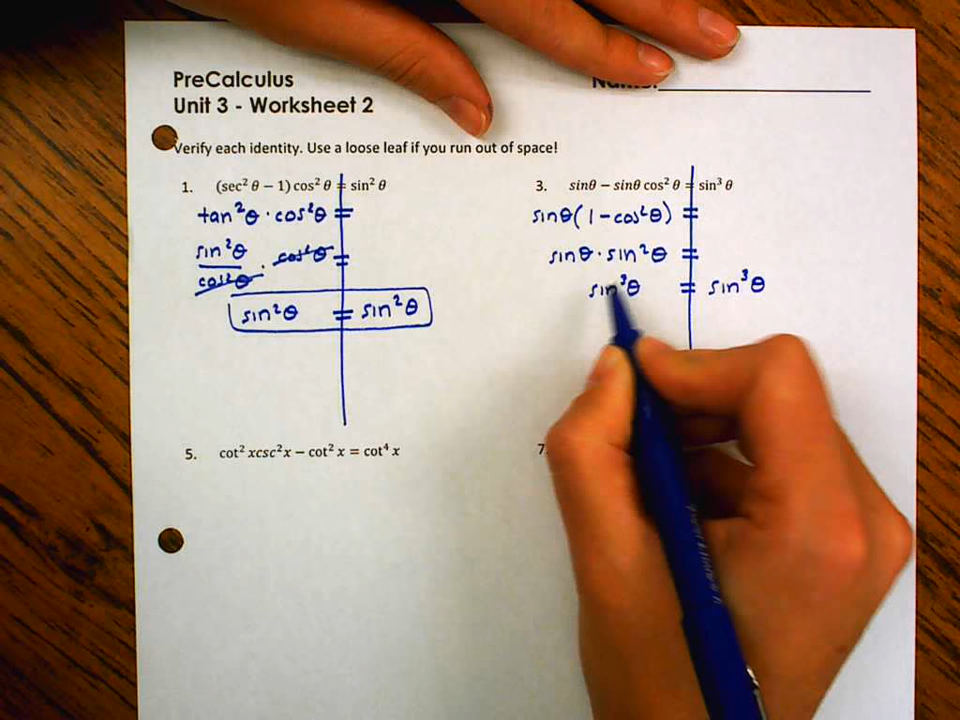 PreCalculus
Unit 3 - Worksheet 2
Verify each identity. Use a loose leaf if you run out of space!
1. (sec² θ − 1) cos² θ = sin² θ
tan²θ · cos²θ =
sin²θ
cos²θ · cos²θ =
sin²θ = sin²θ
3. sinθ − sinθ cos² θ = sin³ θ
sinθ(1 − cos²θ) =
sinθ · sin²θ =
sin³θ = sin³θ
5. cot² xcsc²x − cot² x = cot⁴ x
7.